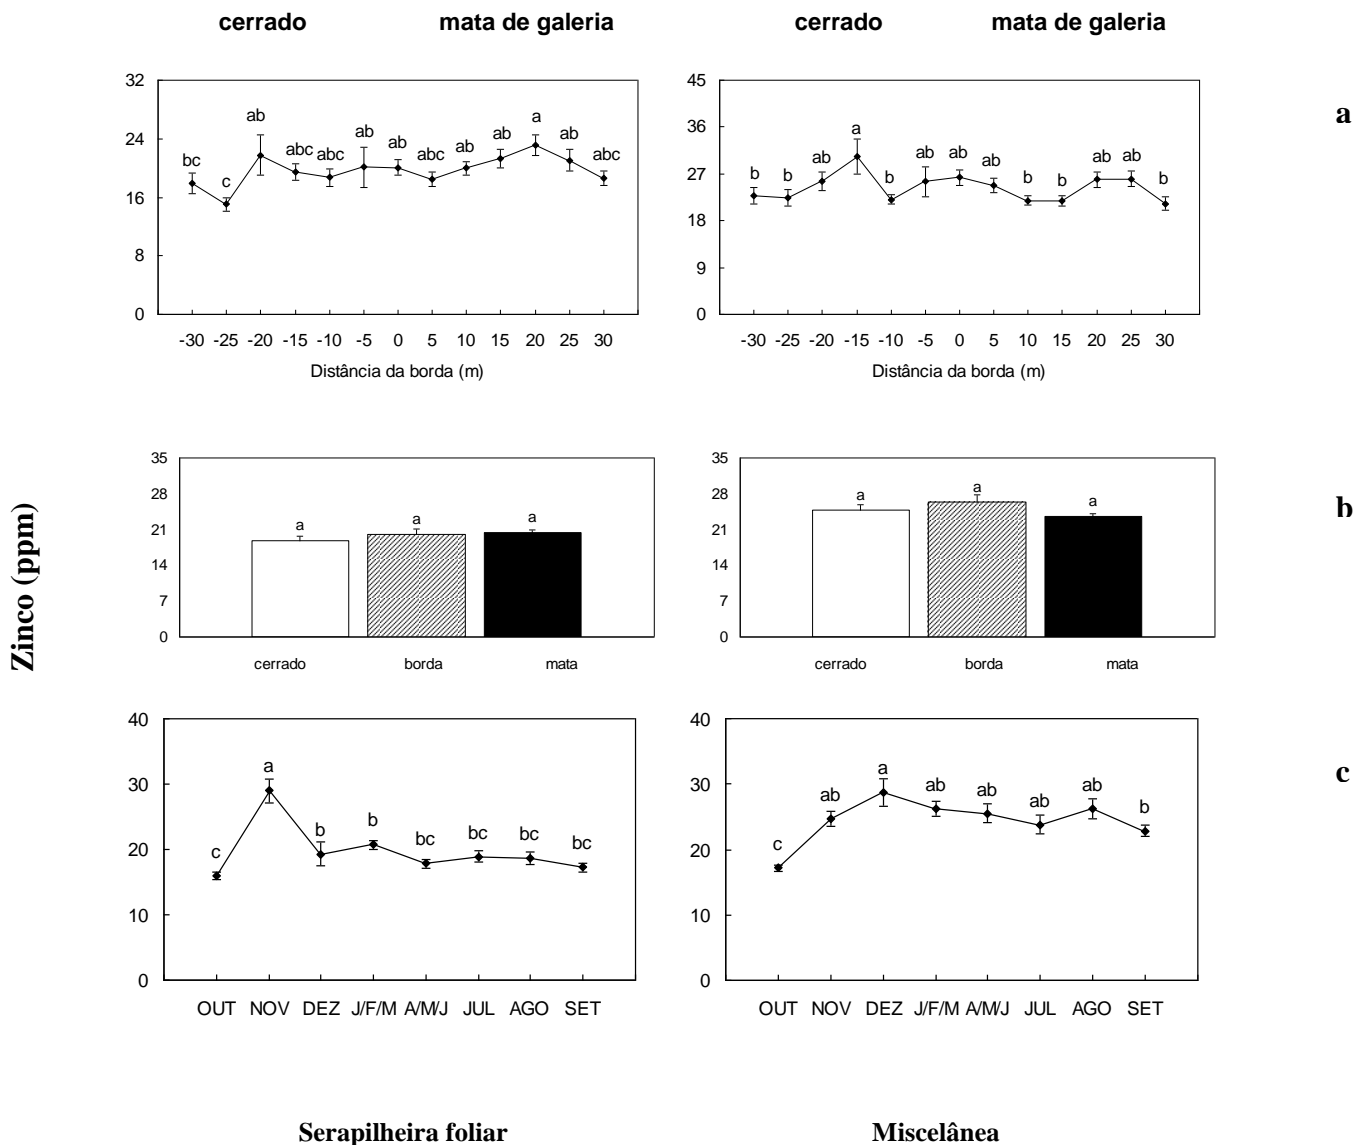 cerrado mata de galeria cerrado mata de galeria
a
32
24
16
8
0
bc c ab abc abc ab ab abc ab ab a ab abc
-30 -25 -20 -15 -10 -5 0 5 10 15 20 25 30
Distância da borda (m)
45
36
27
18
9
0
b b ab a b ab ab ab b b ab ab b
-30 -25 -20 -15 -10 -5 0 5 10 15 20 25 30
Distância da borda (m)
Zinco (ppm)
b
35
28
21
14
7
0
a a a
cerrado borda mata
35
28
21
14
7
0
a a a
cerrado borda mata
c
40
30
20
10
0
c a b b bc bc bc bc
OUT NOV DEZ J/F/M A/M/J JUL AGO SET
40
30
20
10
0
c ab a ab ab ab ab b
OUT NOV DEZ J/F/M A/M/J JUL AGO SET
Serapilheira foliar Miscelânea